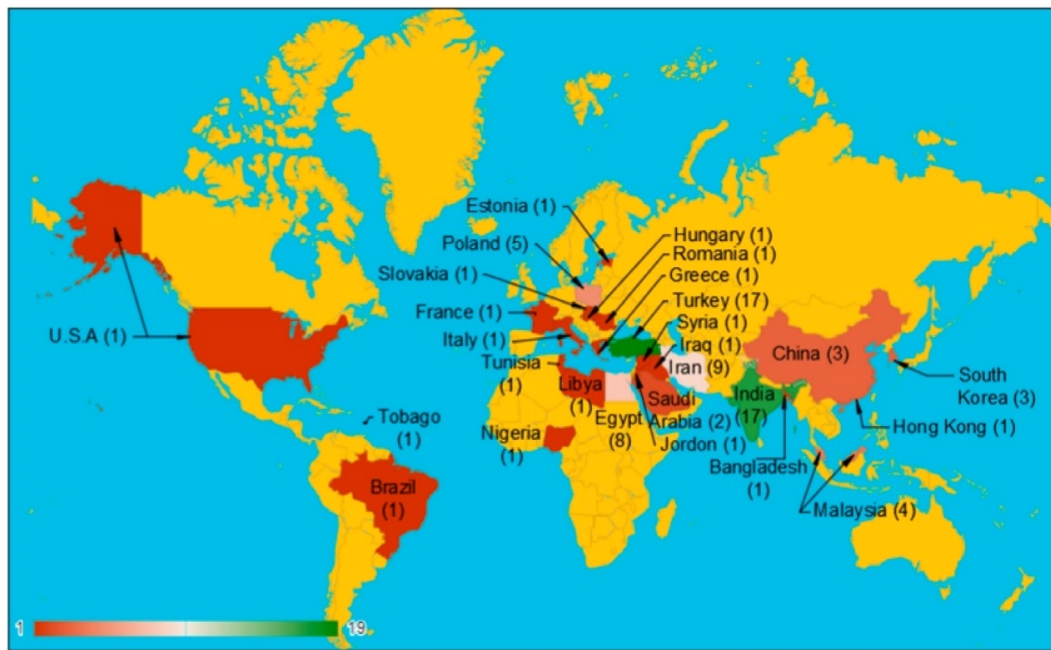 Estonia (1)
Hungary (1)
Poland (5)
Romania (1)
Slovakia (1)
Greece (1)
France (1)
Turkey (17)
U.S.A (1)
Italy (1)
Syria (1)
Iraq (1)
China (3)
Tunisia
(1)
Libya
(1)
Iran (9)
South
Korea (3)
Saudi
Arabia (2)
India
(17)
Egypt
(8)
Tobago
(1)
Nigeria
(1)
Jordon (1)
Hong Kong (1)
Bangladesh
(1)
Brazil
(1)
Malaysia (4)
1
19